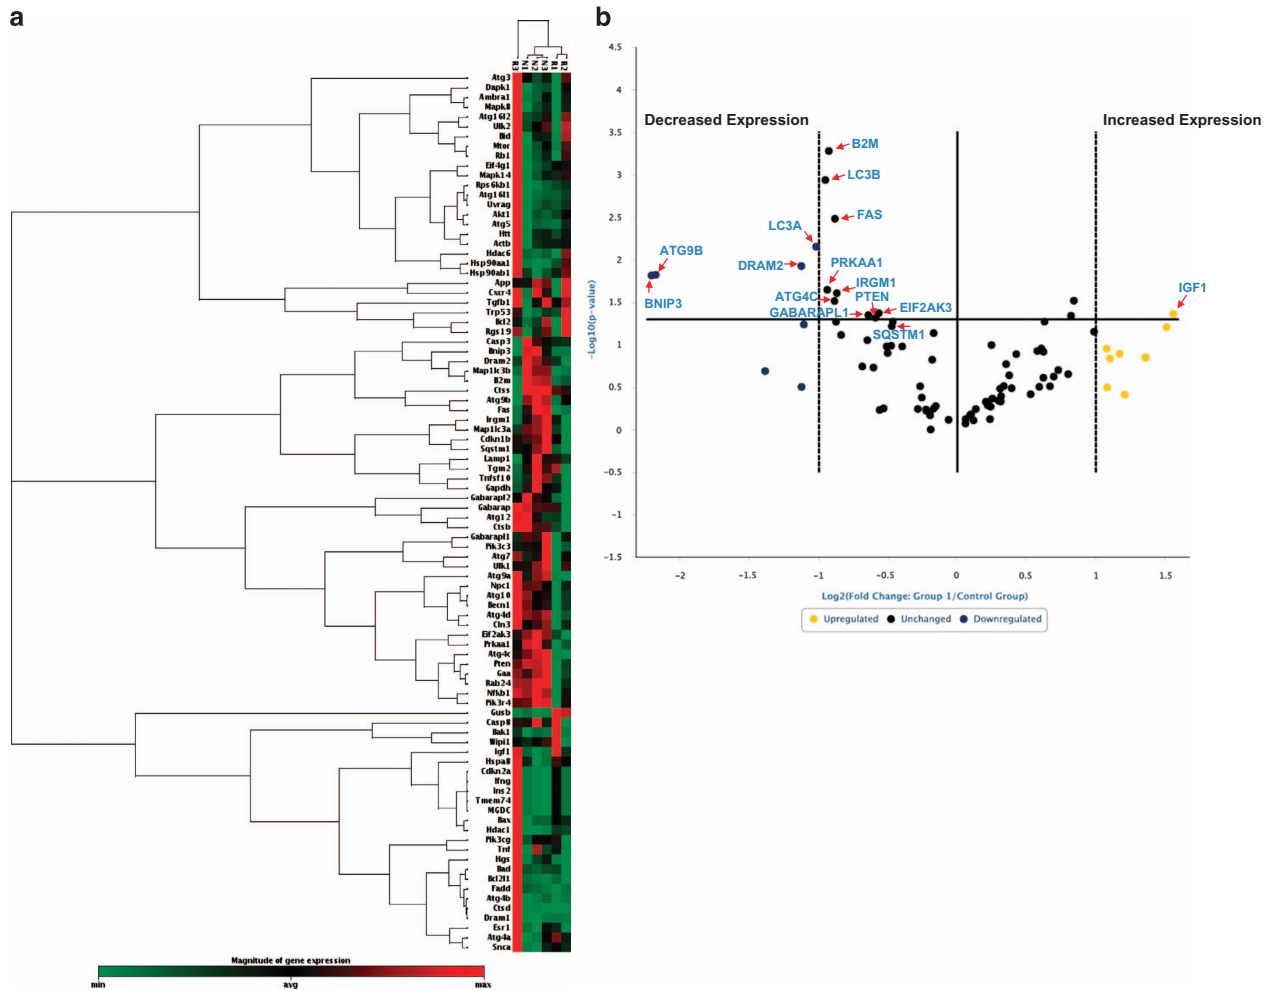 a
R3 N1 N2 N3 R1 R2
Atg3
Dapk1
Ambra1
Mapk8
Atg16l2
Ulk2
Bid
Mtor
Rb1
Eif4g1
Mapk14
Rps6kb1
Atg16l1
Uvrag
Akt1
Atg5
Htt
Actb
Hdac6
Hsp90aa1
Hsp90ab1
App
Cxcr4
Tgfb1
Trp53
Bcl2
Rgs19
Casp3
Bnip3
Dram2
Map1lc3b
B2m
Ctss
Atg9b
Fas
Irgm1
Map1lc3a
Cdkn1b
Sqstm1
Lamp1
Tgm2
Tnfsf10
Gapdh
Gabarapl2
Gabarap
Atg12
Ctsb
Gabarapl1
Pik3c3
Atg7
Ulk1
Atg9a
Npc1
Atg10
Becn1
Atg4d
Cln3
Eif2ak3
Prkaa1
Atg4c
Pten
Gaa
Rab24
Nfkb1
Pik3r4
Gusb
Casp8
Bak1
Wipi1
Igf1
Hspa8
Cdkn2a
Ifng
Ins2
Tmem74
MGDC
Bax
Hdac1
Pik3cg
Tnf
Hgs
Bad
Bcl2l1
Fadd
Atg4b
Ctsd
Dram1
Esr1
Atg4a
Snca
Magnitude of gene expression
min avg max
b
4.5
4
3.5
3
2.5
2
1.5
1
0.5
0
-0.5
-1
-1.5
-Log10(p-value)
Decreased Expression
Increased Expression
B2M
LC3B
FAS
LC3A
ATG9B
DRAM2
PRKAA1
BNIP3
IRGM1
ATG4C
PTEN
GABARAPL1
EIF2AK3
SQSTM1
IGF1
-2 -1.5 -1 -0.5 0 0.5 1 1.5
Log2(Fold Change: Group 1/Control Group)
Upregulated Unchanged Downregulated